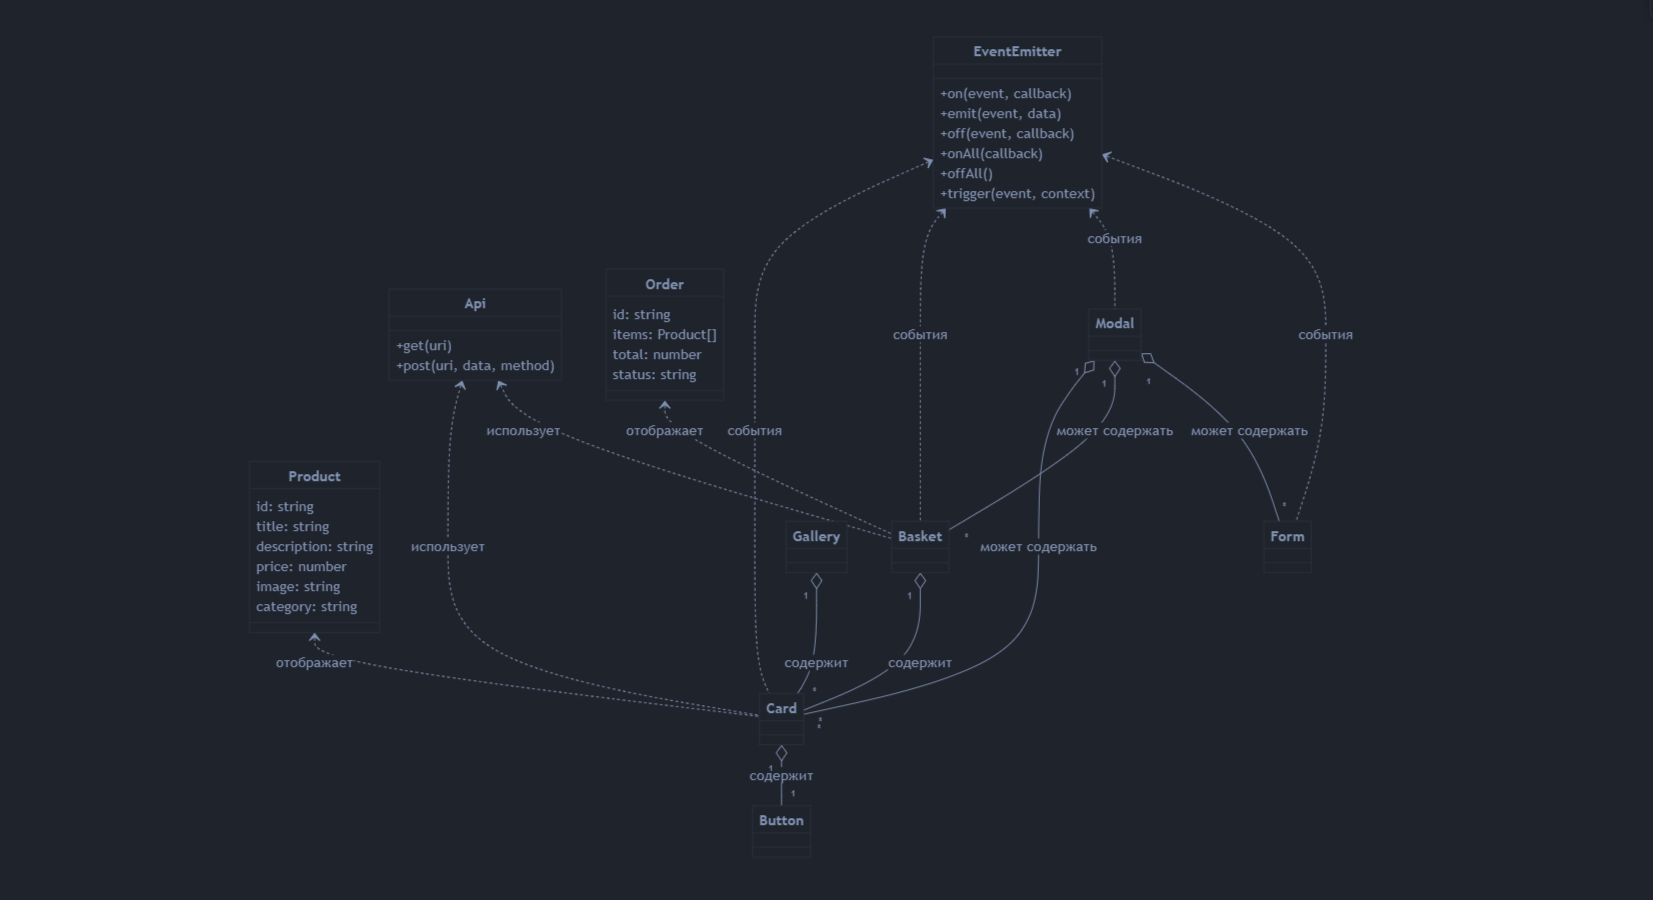 EventEmitter
+on(event, callback)
+emit(event, data)
+off(event, callback)
+onAll(callback)
+offAll()
+trigger(event, context)
события
Order
id: string
items: Product[]
total: number
status: string
Api
+get(uri)
+post(uri, data, method)
Modal
события
события
1
1
1
использует
отображает
события
может содержать
может содержать
Product
id: string
title: string
description: string
price: number
image: string
category: string
*
Gallery
Basket
*
Form
использует
может содержать
1
1
отображает
содержит
содержит
*
Card
*
*
1
содержит
1
Button